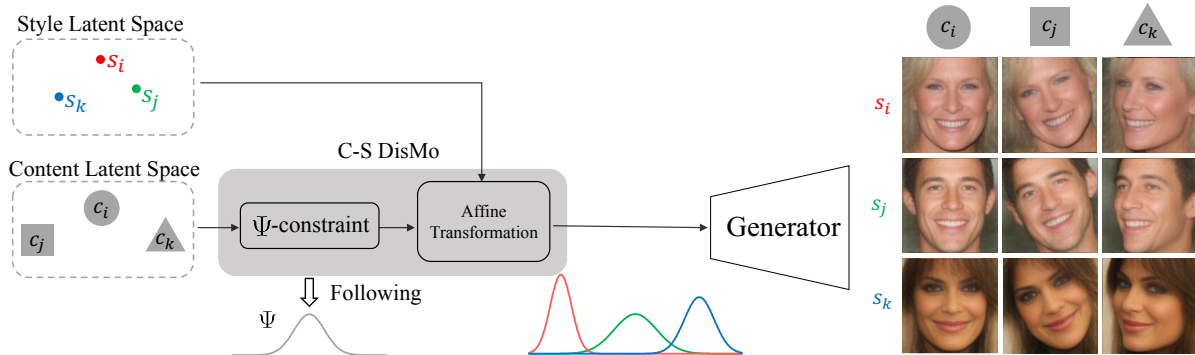 Style Latent Space
s_i
s_k
s_j
Content Latent Space
c_i
c_j
c_k
C-S DisMo
Ψ-constraint
Affine
Transformation
Following
Ψ
Generator
c_i
c_j
c_k
s_i
s_j
s_k